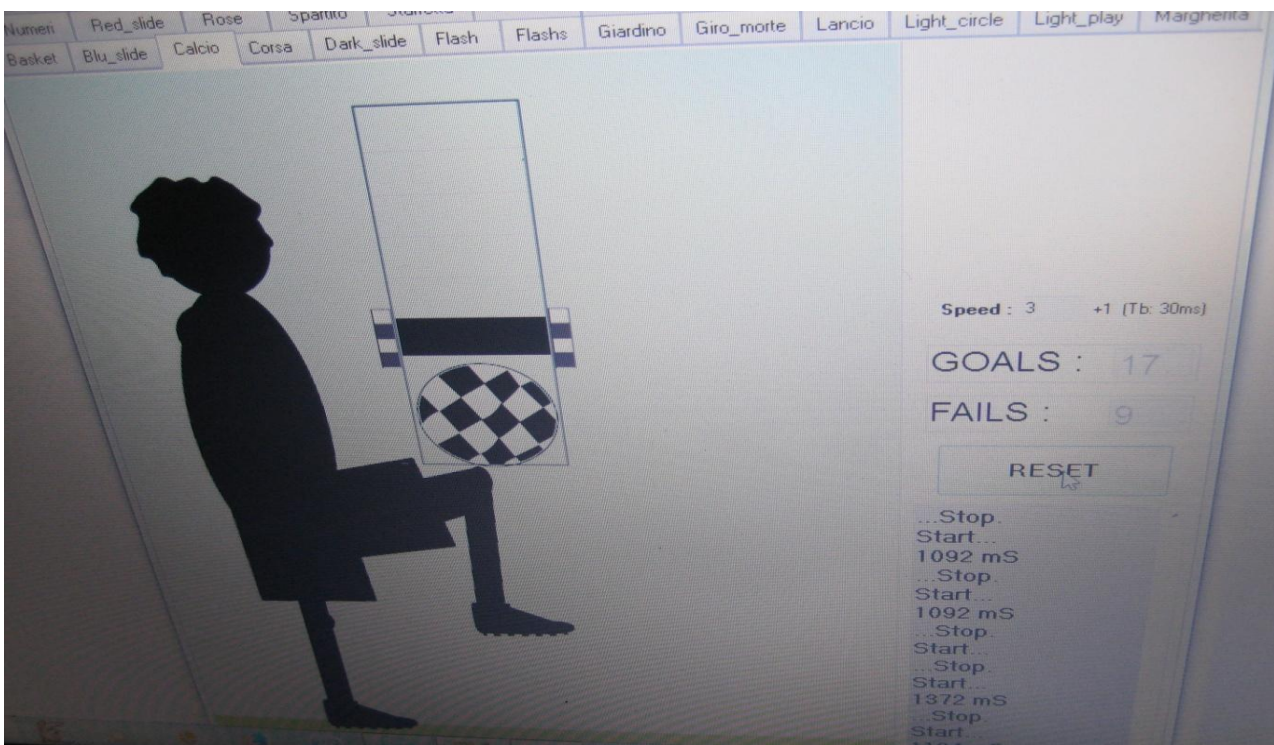 Numeri Red_slide Rose Spartito Staffetta Light_circle Light_play Margherita
Basket Blu_slide Calcio Corsa Dark_slide Flash Flashs Giardino Giro_morte Lancio
Speed : 3 +1 (Tb: 30ms)
GOALS : 17
FAILS : 9
RESET
...Stop.
Start...
1092 mS
...Stop.
Start...
1092 mS
...Stop.
Start...
...Stop.
Start...
1372 mS
...Stop.
Start...